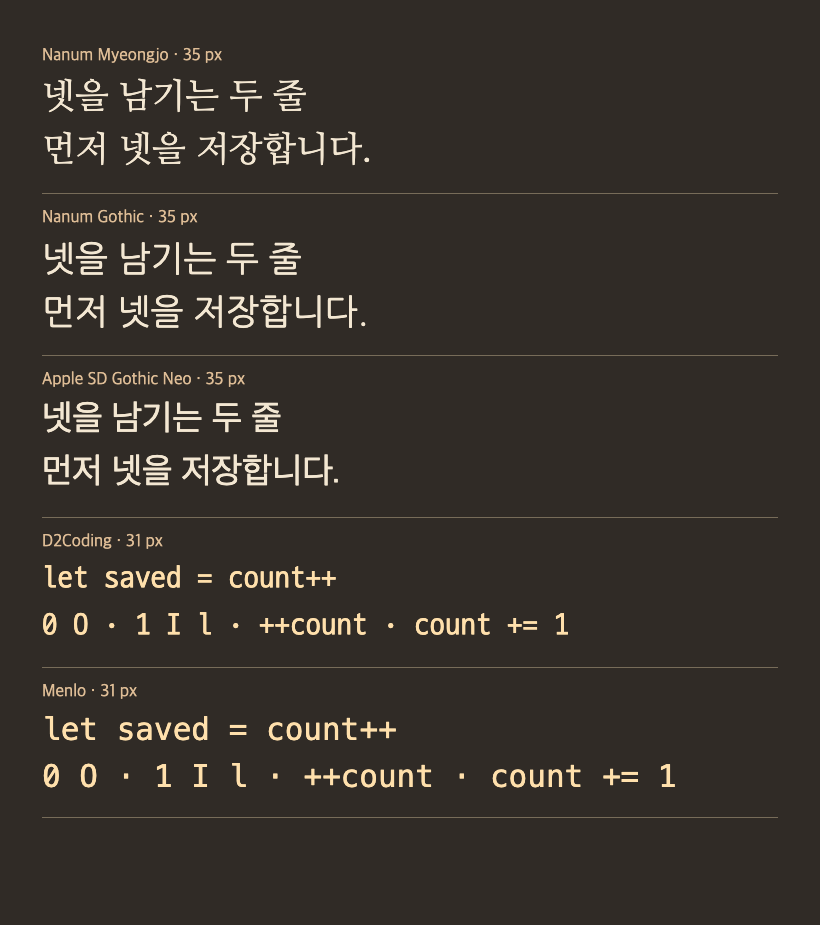 Nanum Myeongjo · 35 px
넷을 남기는 두 줄
먼저 넷을 저장합니다.
Nanum Gothic · 35 px
넷을 남기는 두 줄
먼저 넷을 저장합니다.
Apple SD Gothic Neo · 35 px
넷을 남기는 두 줄
먼저 넷을 저장합니다.
D2Coding · 31 px
let saved = count++
0 O · 1 I l · ++count · count += 1
Menlo · 31 px
let saved = count++
0 O · 1 I l · ++count · count += 1